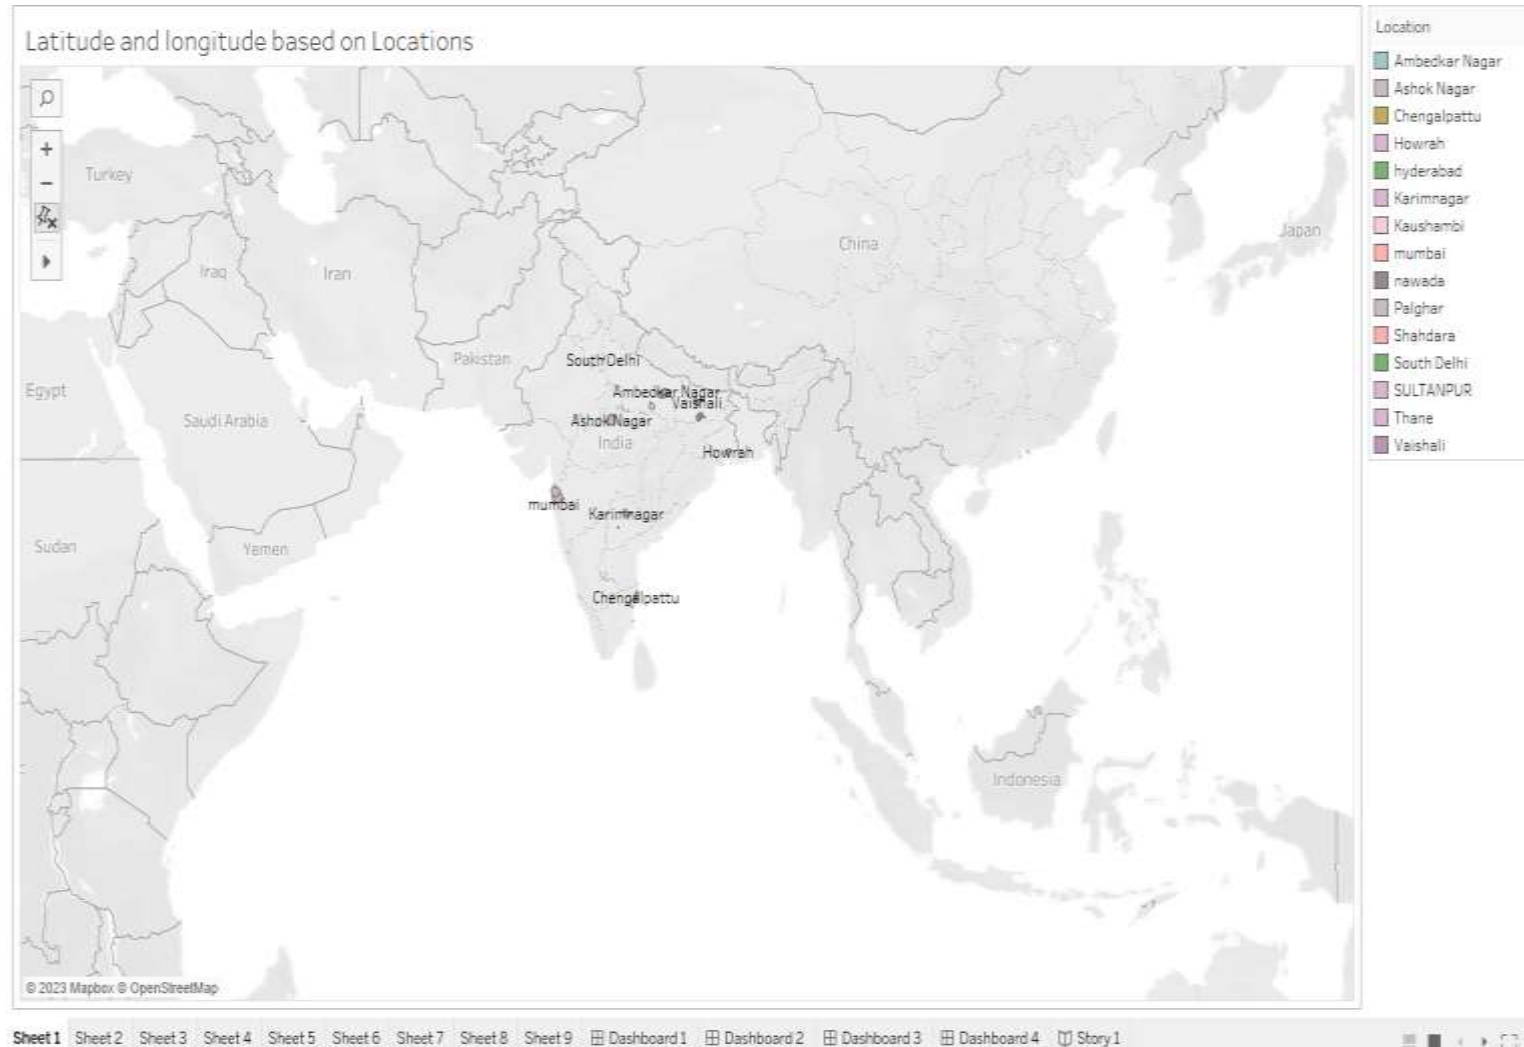 Latitude and longitude based on Locations
Turkey
Iraq
Iran
China
Japan
Pakistan
Egypt
Saudi Arabia
South Delhi
Ambedkar Nagar
Vaishali
Ashok Nagar
India
Howrah
mumbai
Karimnagar
Sudan
Yemen
Chengalpattu
Indonesia
© 2023 Mapbox © OpenStreetMap
Location
Ambedkar Nagar
Ashok Nagar
Chengalpattu
Howrah
hyderabad
Karimnagar
Kaushambi
mumbai
nawada
Palghar
Shahdara
South Delhi
SULTANPUR
Thane
Vaishali
Sheet 1 Sheet 2 Sheet 3 Sheet 4 Sheet 5 Sheet 6 Sheet 7 Sheet 8 Sheet 9 Dashboard 1 Dashboard 2 Dashboard 3 Dashboard 4 Story 1